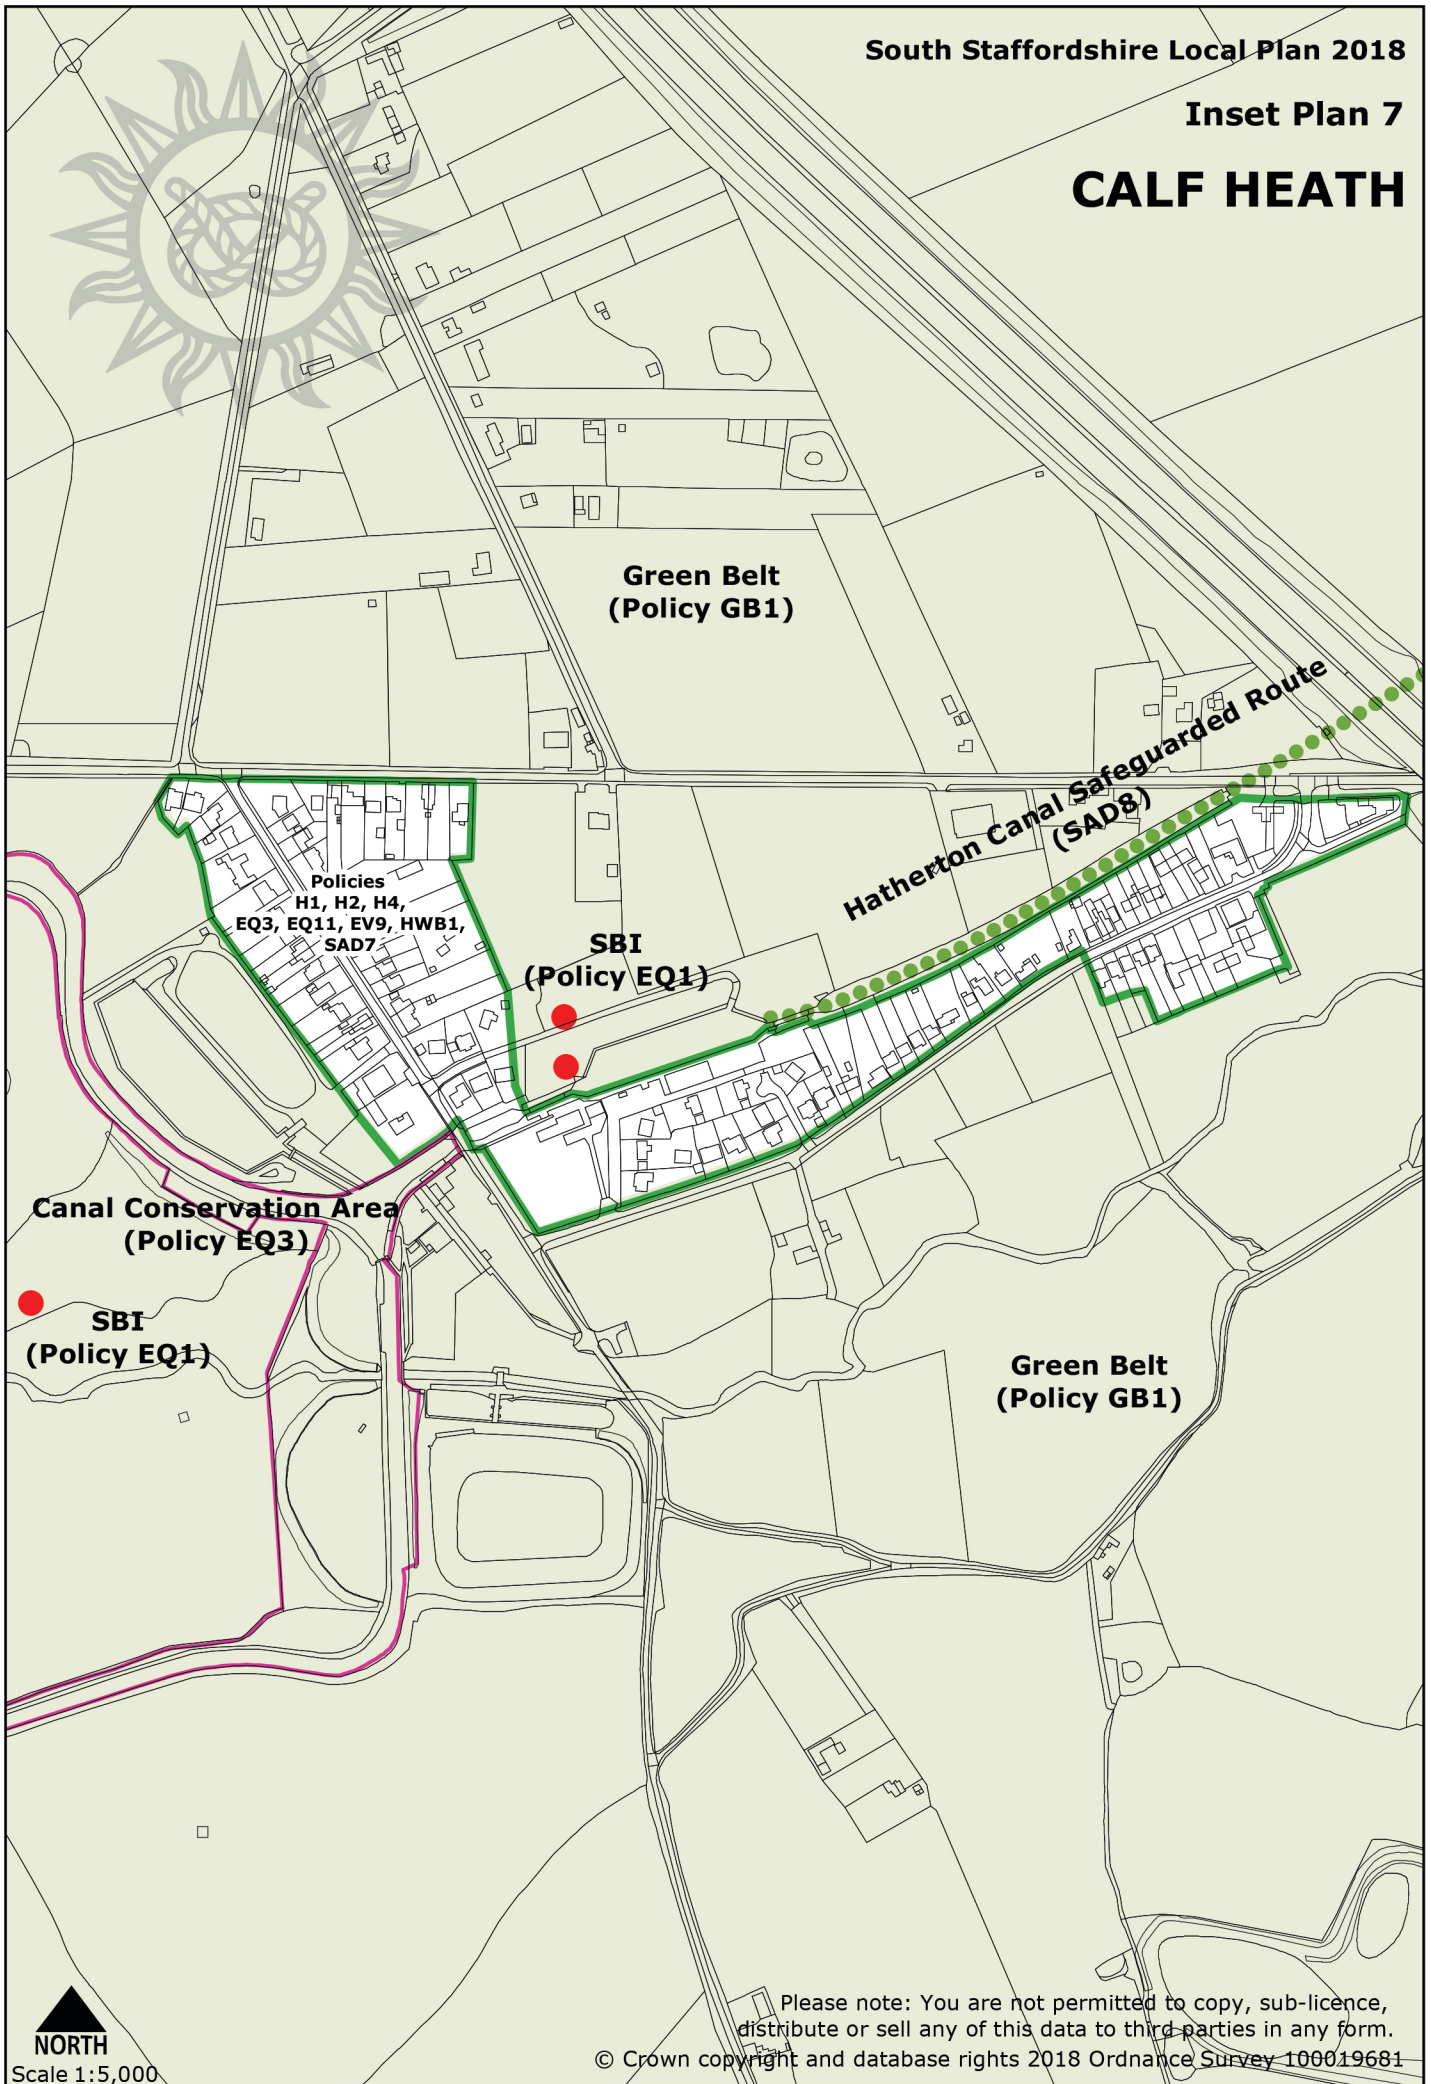 South Staffordshire Local Plan 2018
Inset Plan 7
CALF HEATH
Green Belt
(Policy GB1)
Hatherton Canal Safeguarded Route
(SAD8)
Policies
H1, H2, H4,
EQ3, EQ11, EV9, HWB1,
SAD7
SBI
(Policy EQ1)
Canal Conservation Area
(Policy EQ3)
SBI
(Policy EQ1)
Green Belt
(Policy GB1)
NORTH
Scale 1:5,000
Please note: You are not permitted to copy, sub-licence,
distribute or sell any of this data to third parties in any form.
© Crown copyright and database rights 2018 Ordnance Survey 100019681